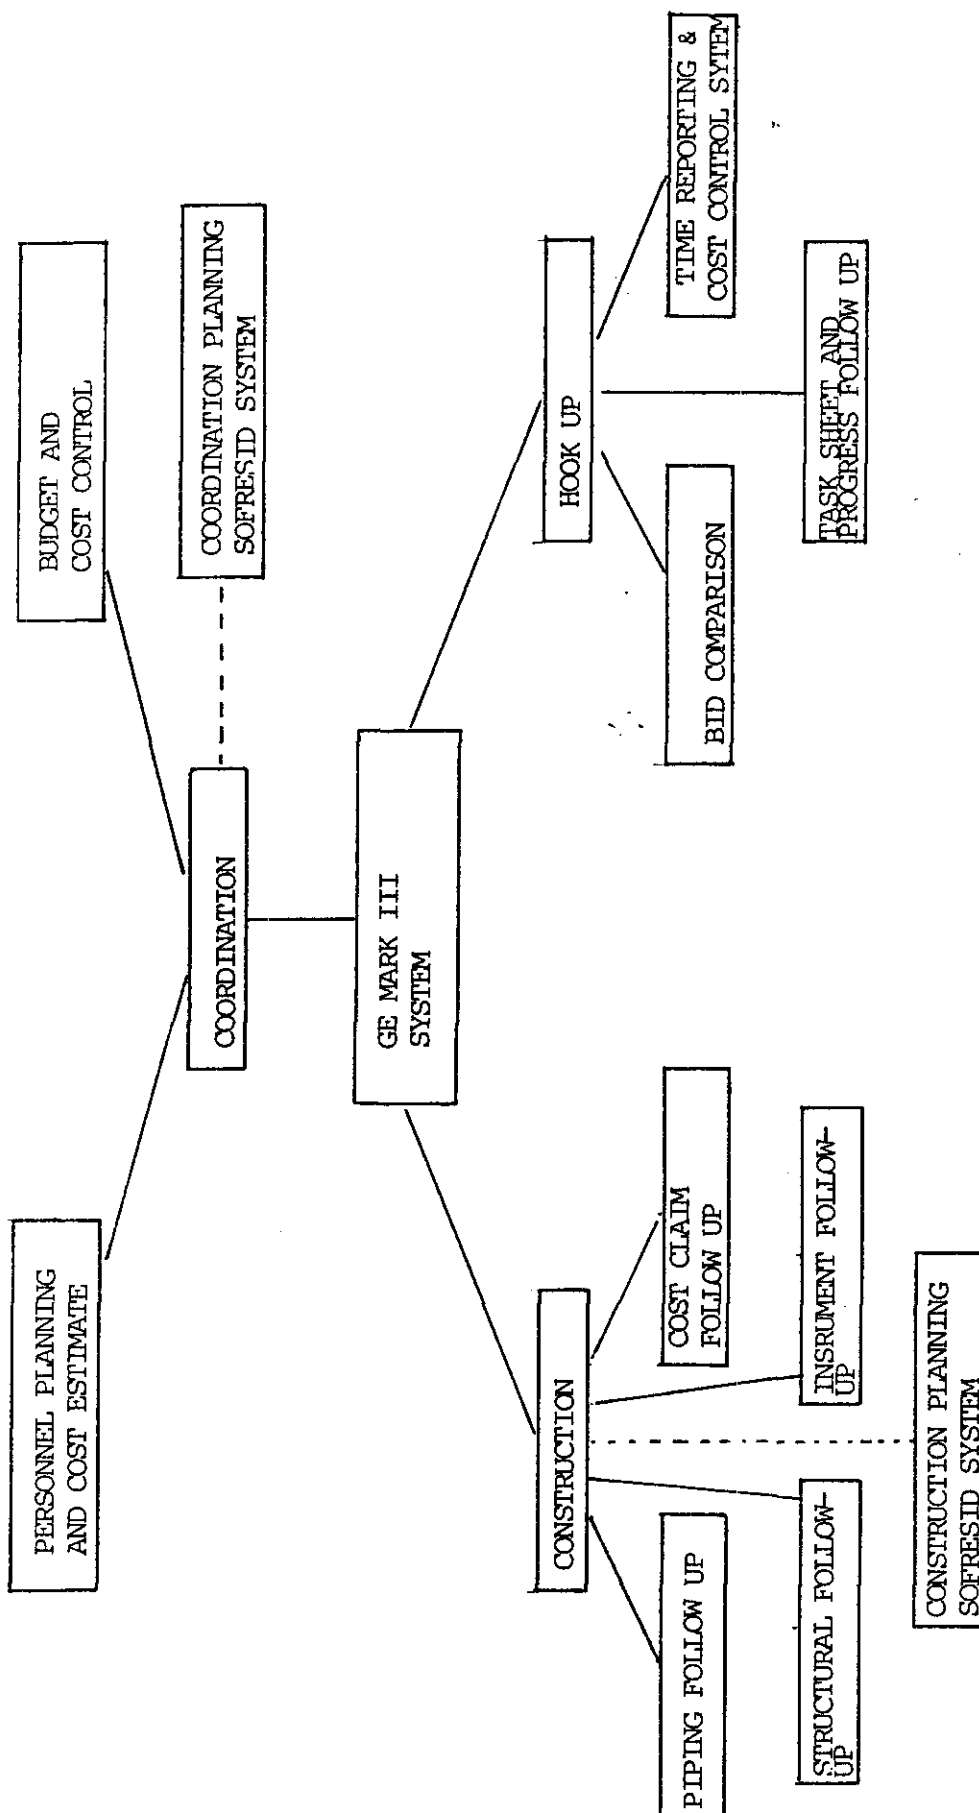 PERSONNEL PLANNING
AND COST ESTIMATE
BUDGET AND
COST CONTROL
COORDINATION
COORDINATION PLANNING
SOFRESID SYSTEM
GE MARK III
SYSTEM
CONSTRUCTION
HOOK UP
PIPING FOLLOW UP
COST CLAIM
FOLLOW UP
BID COMPARISON
TIME REPORTING &
COST CONTROL SYTEM
STRUCTURAL FOLLOW-
UP
INSRUMENT FOLLOW-
UP
TASK SHEET AND
PROGRESS FOLLOW UP
CONSTRUCTION PLANNING
SOFRESID SYSTEM